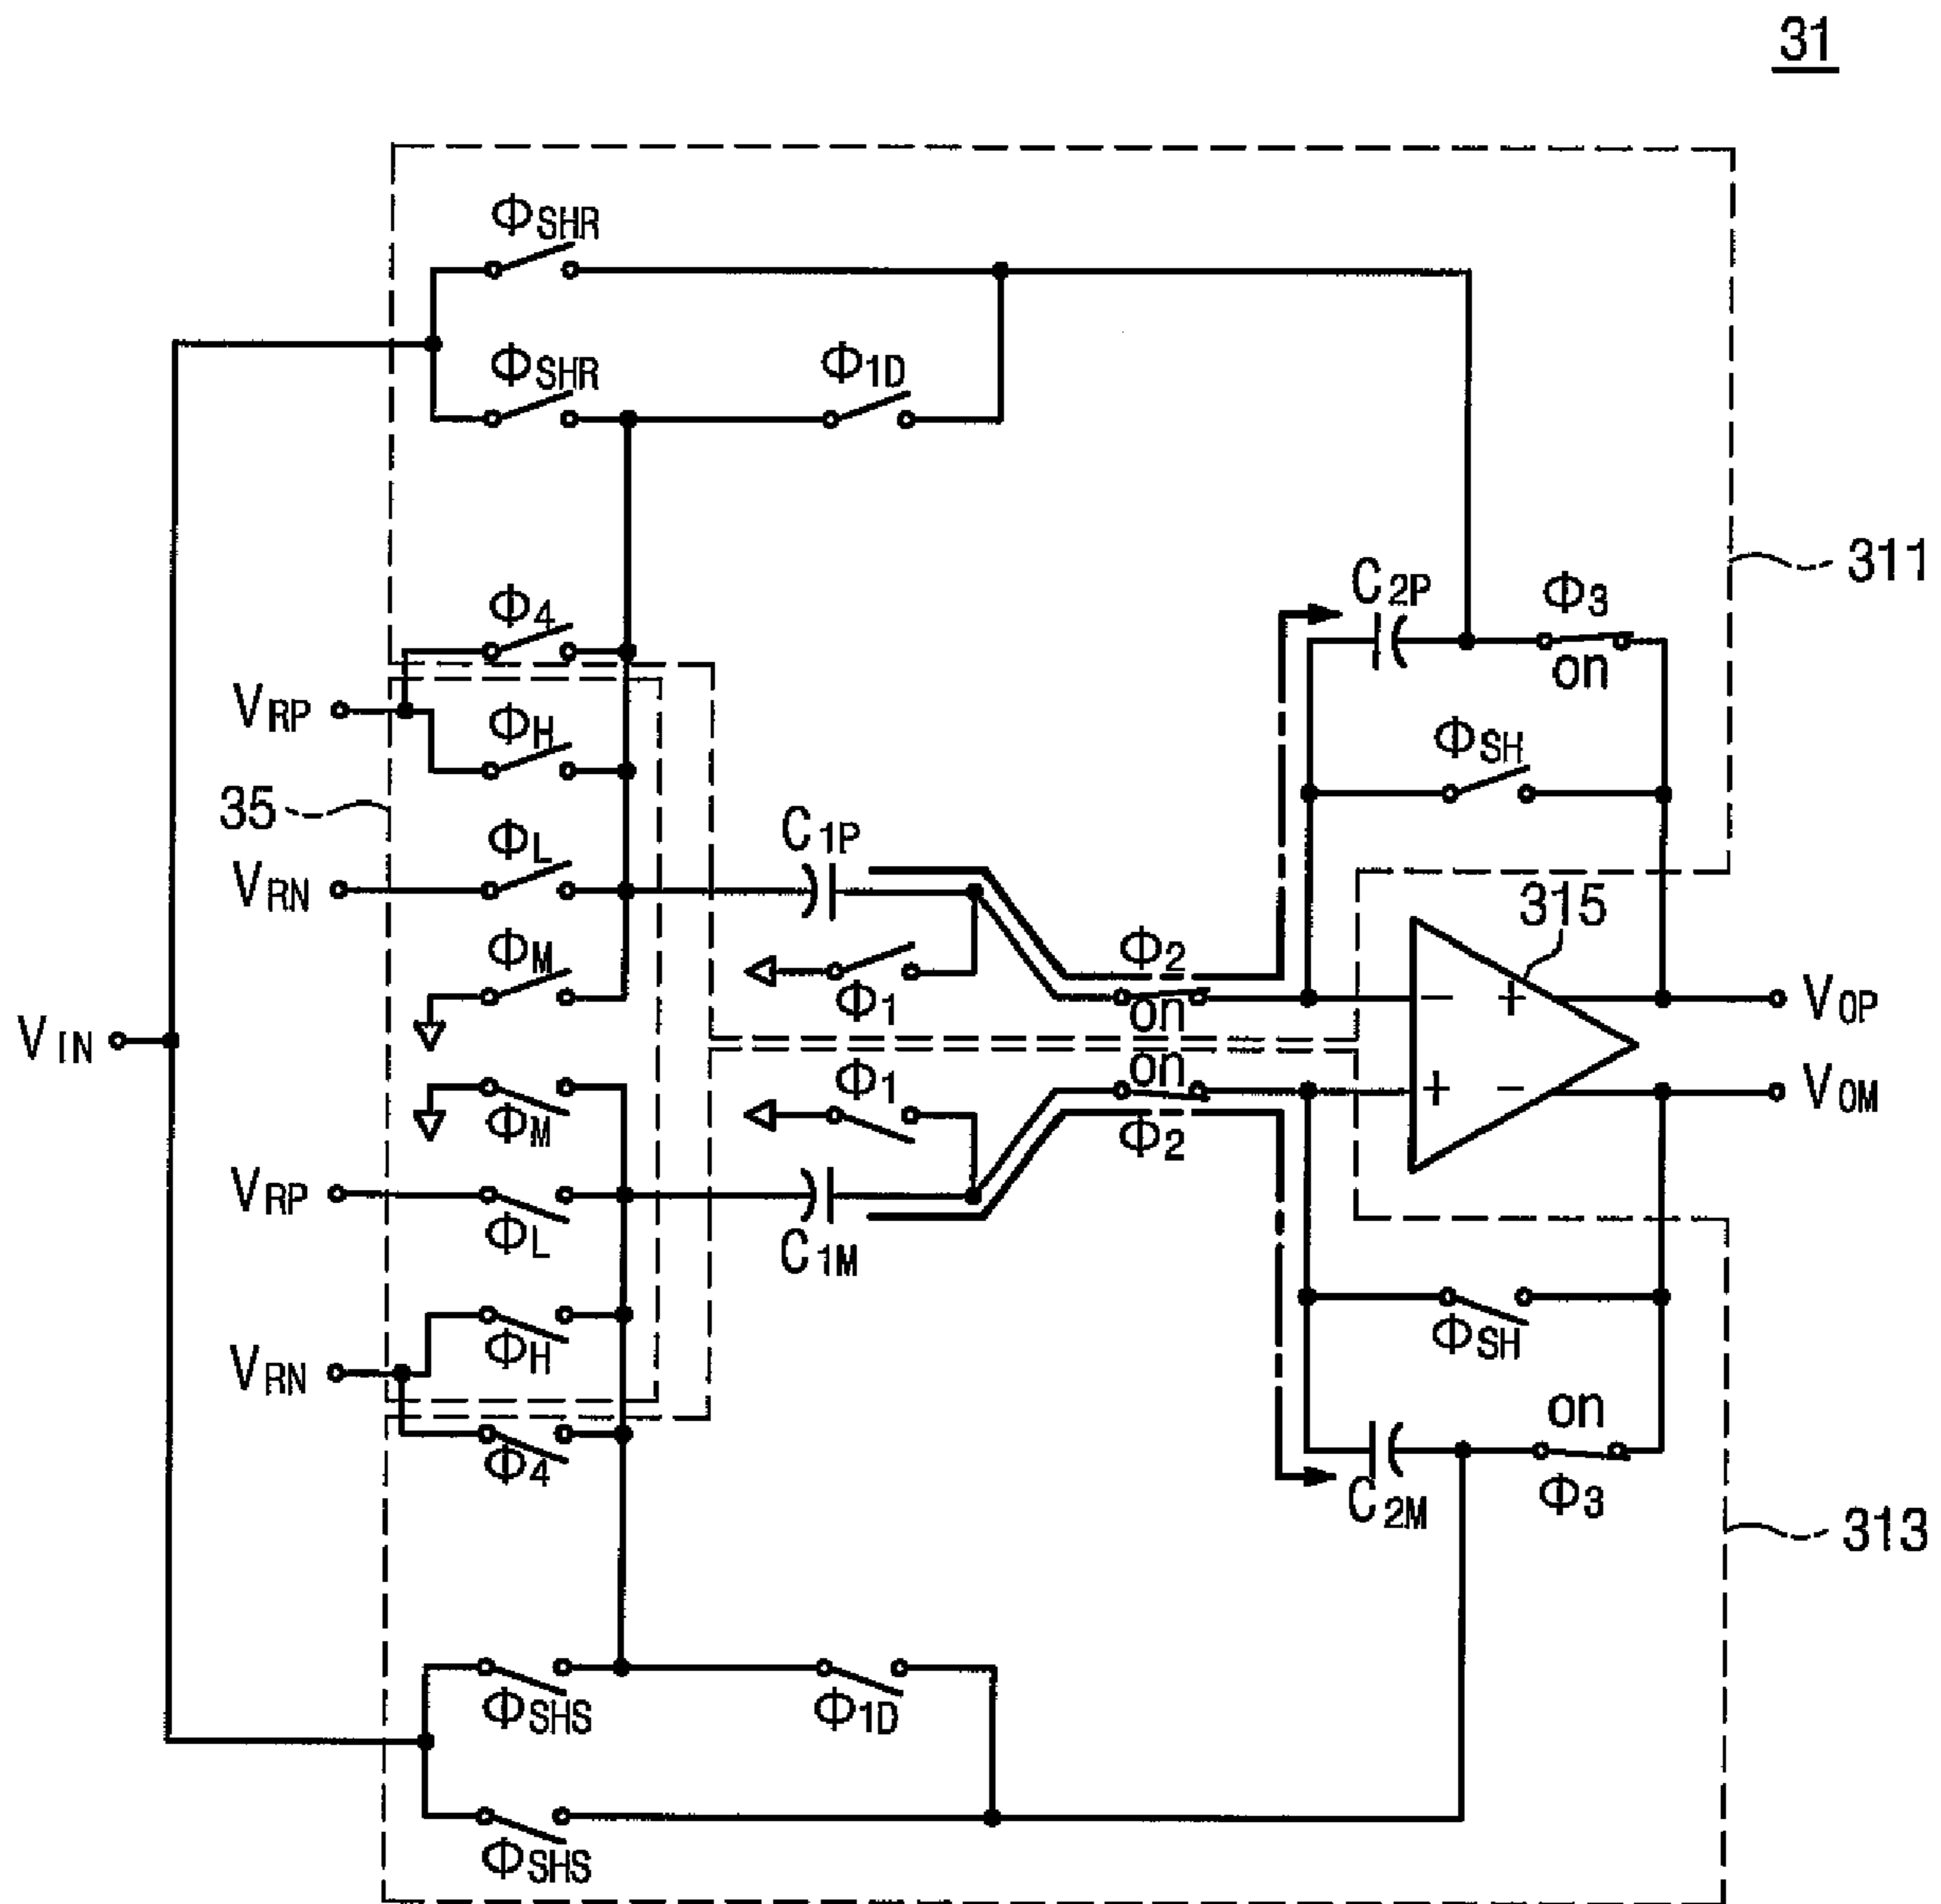 31
ΦSHR
ΦSHR
Φ1D
311
Φ4
C2P
Φ3
on
VRP
ΦH
ΦSH
35
ΦL
C1P
VRN
315
ΦM
Φ2
Φ1
on
VOP
VIN
− +
+ −
ΦM
Φ1
on
Φ2
VOM
VRP
ΦL
C1M
ΦH
ΦSH
VRN
on
Φ4
C2M
Φ3
313
ΦSHS
Φ1D
ΦSHS